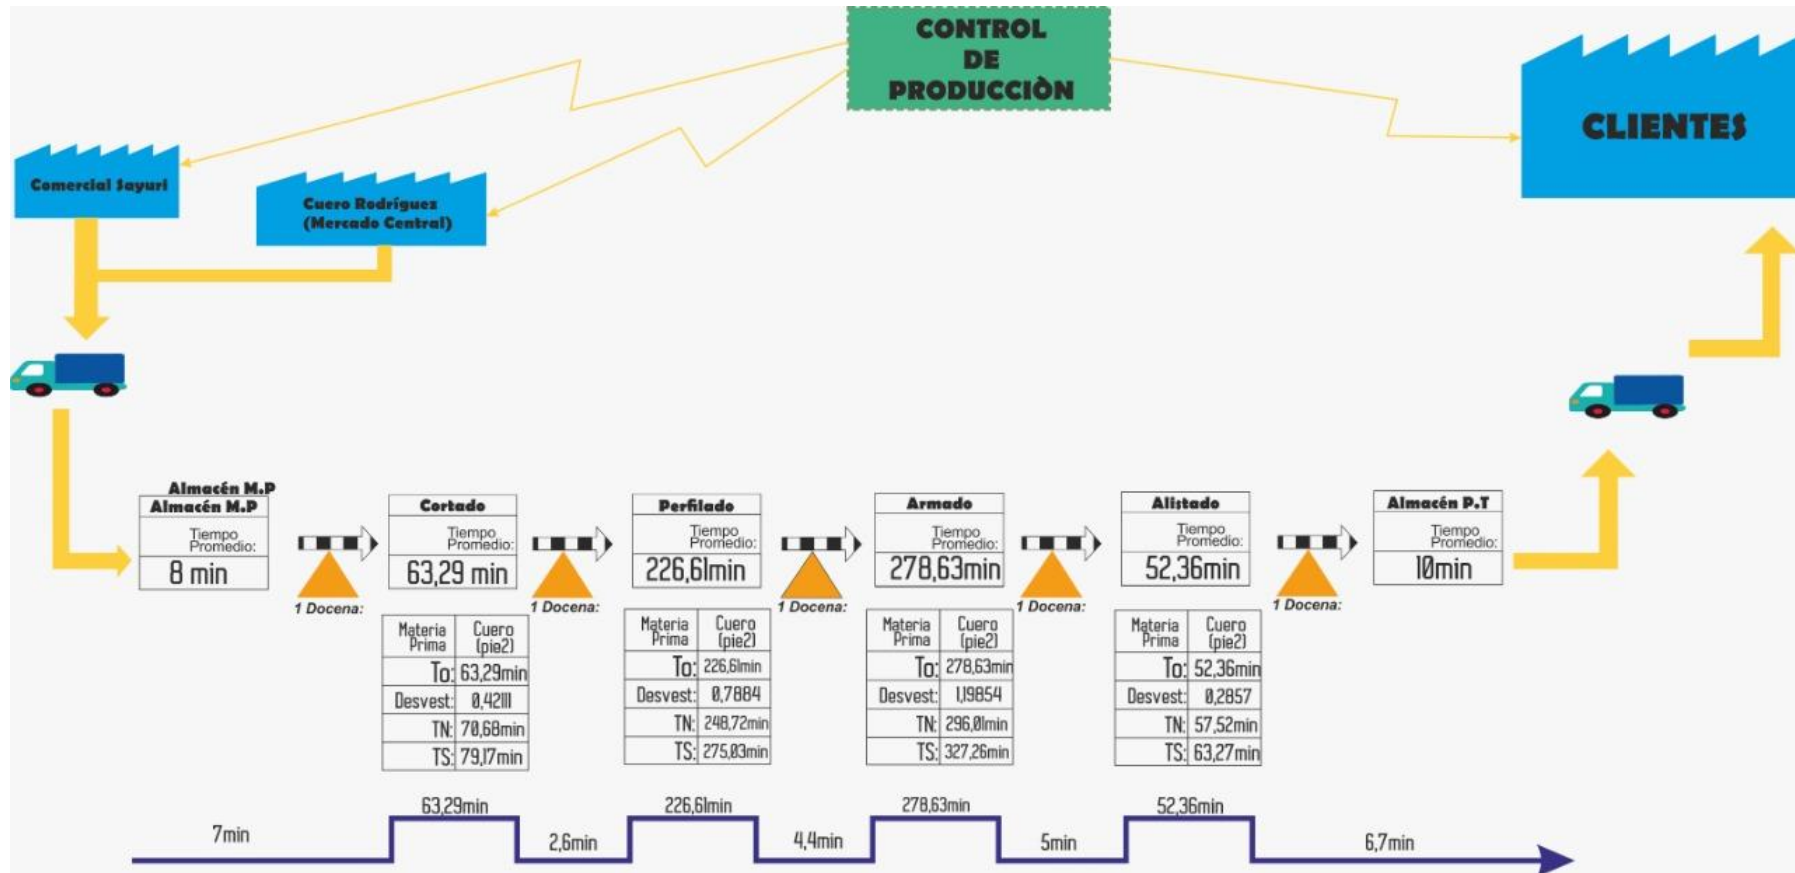 CONTROL
DE
PRODUCCIÒN
CLIENTES
Comercial Sayuri
Cuero Rodríguez
(Mercado Central)
Almacén M.P
Almacén M.P
Tiempo
Promedio:
8 min
1 Docena:
Cortado
Tiempo
Promedio:
63,29 min
1 Docena:
Perfilado
Tiempo
Promedio:
226,61min
1 Docena:
Armado
Tiempo
Promedio:
278,63min
1 Docena:
Alistado
Tiempo
Promedio:
52,36min
1 Docena:
Almacén P.T
Tiempo
Promedio:
10min
Materia Prima Cuero (pie2)
To: 63,29min
Desvest: 0,42111
TN: 70,68min
TS: 79,17min
Materia Prima Cuero (pie2)
To: 226,61min
Desvest: 0,7884
TN: 248,72min
TS: 275,03min
Materia Prima Cuero (pie2)
To: 278,63min
Desvest: 1,19854
TN: 296,01min
TS: 327,26min
Materia Prima Cuero (pie2)
To: 52,36min
Desvest: 0,2857
TN: 57,52min
TS: 63,27min
7min
63,29min
2,6min
226,61min
4,4min
278,63min
5min
52,36min
6,7min